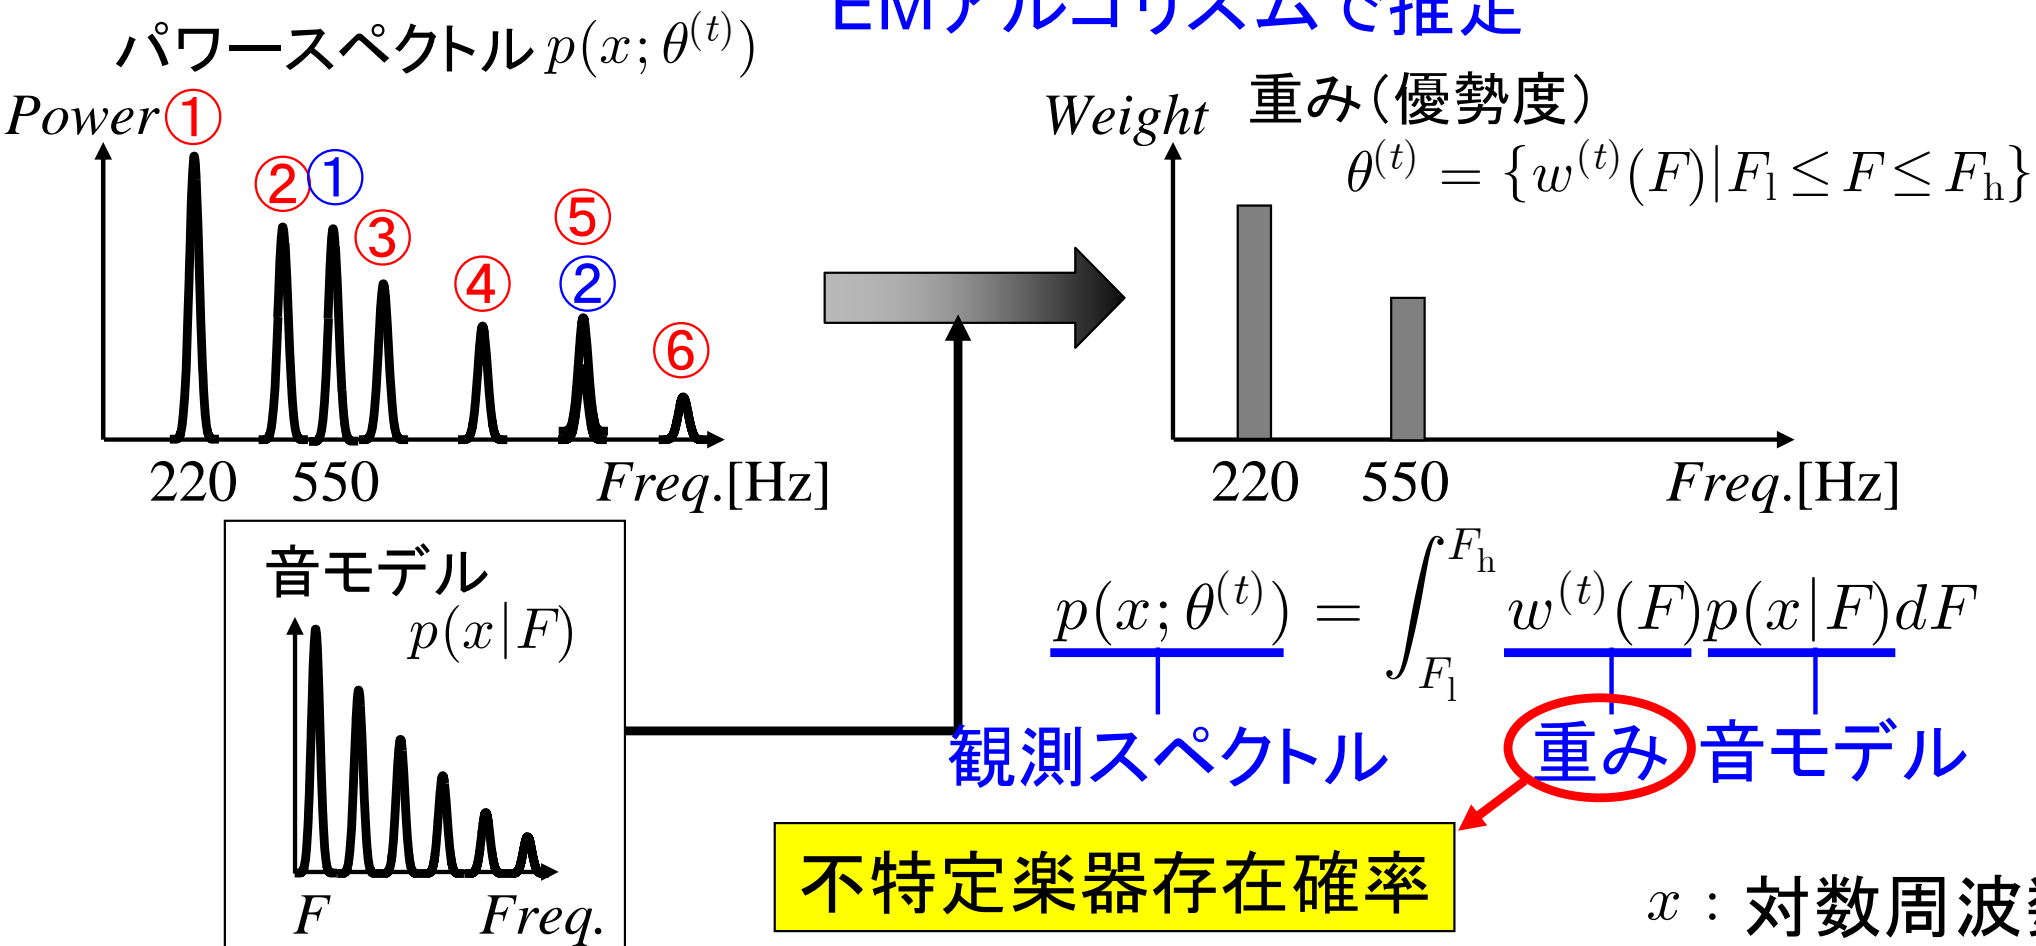 EMアルゴリズムで推定
パワースペクトル p(x; θ^(t))
Power
① ② ① ③ ④ ⑤ ② ⑥
220 550 Freq.[Hz]
Weight 重み(優勢度)
θ^(t) = {w^(t)(F)|F_l ≤ F ≤ F_h}
220 550 Freq.[Hz]
音モデル
p(x|F)
F Freq.
p(x; θ^(t)) = ∫_{F_l}^{F_h} w^(t)(F)p(x|F)dF
観測スペクトル 重み 音モデル
不特定楽器存在確率
x : 対数周波